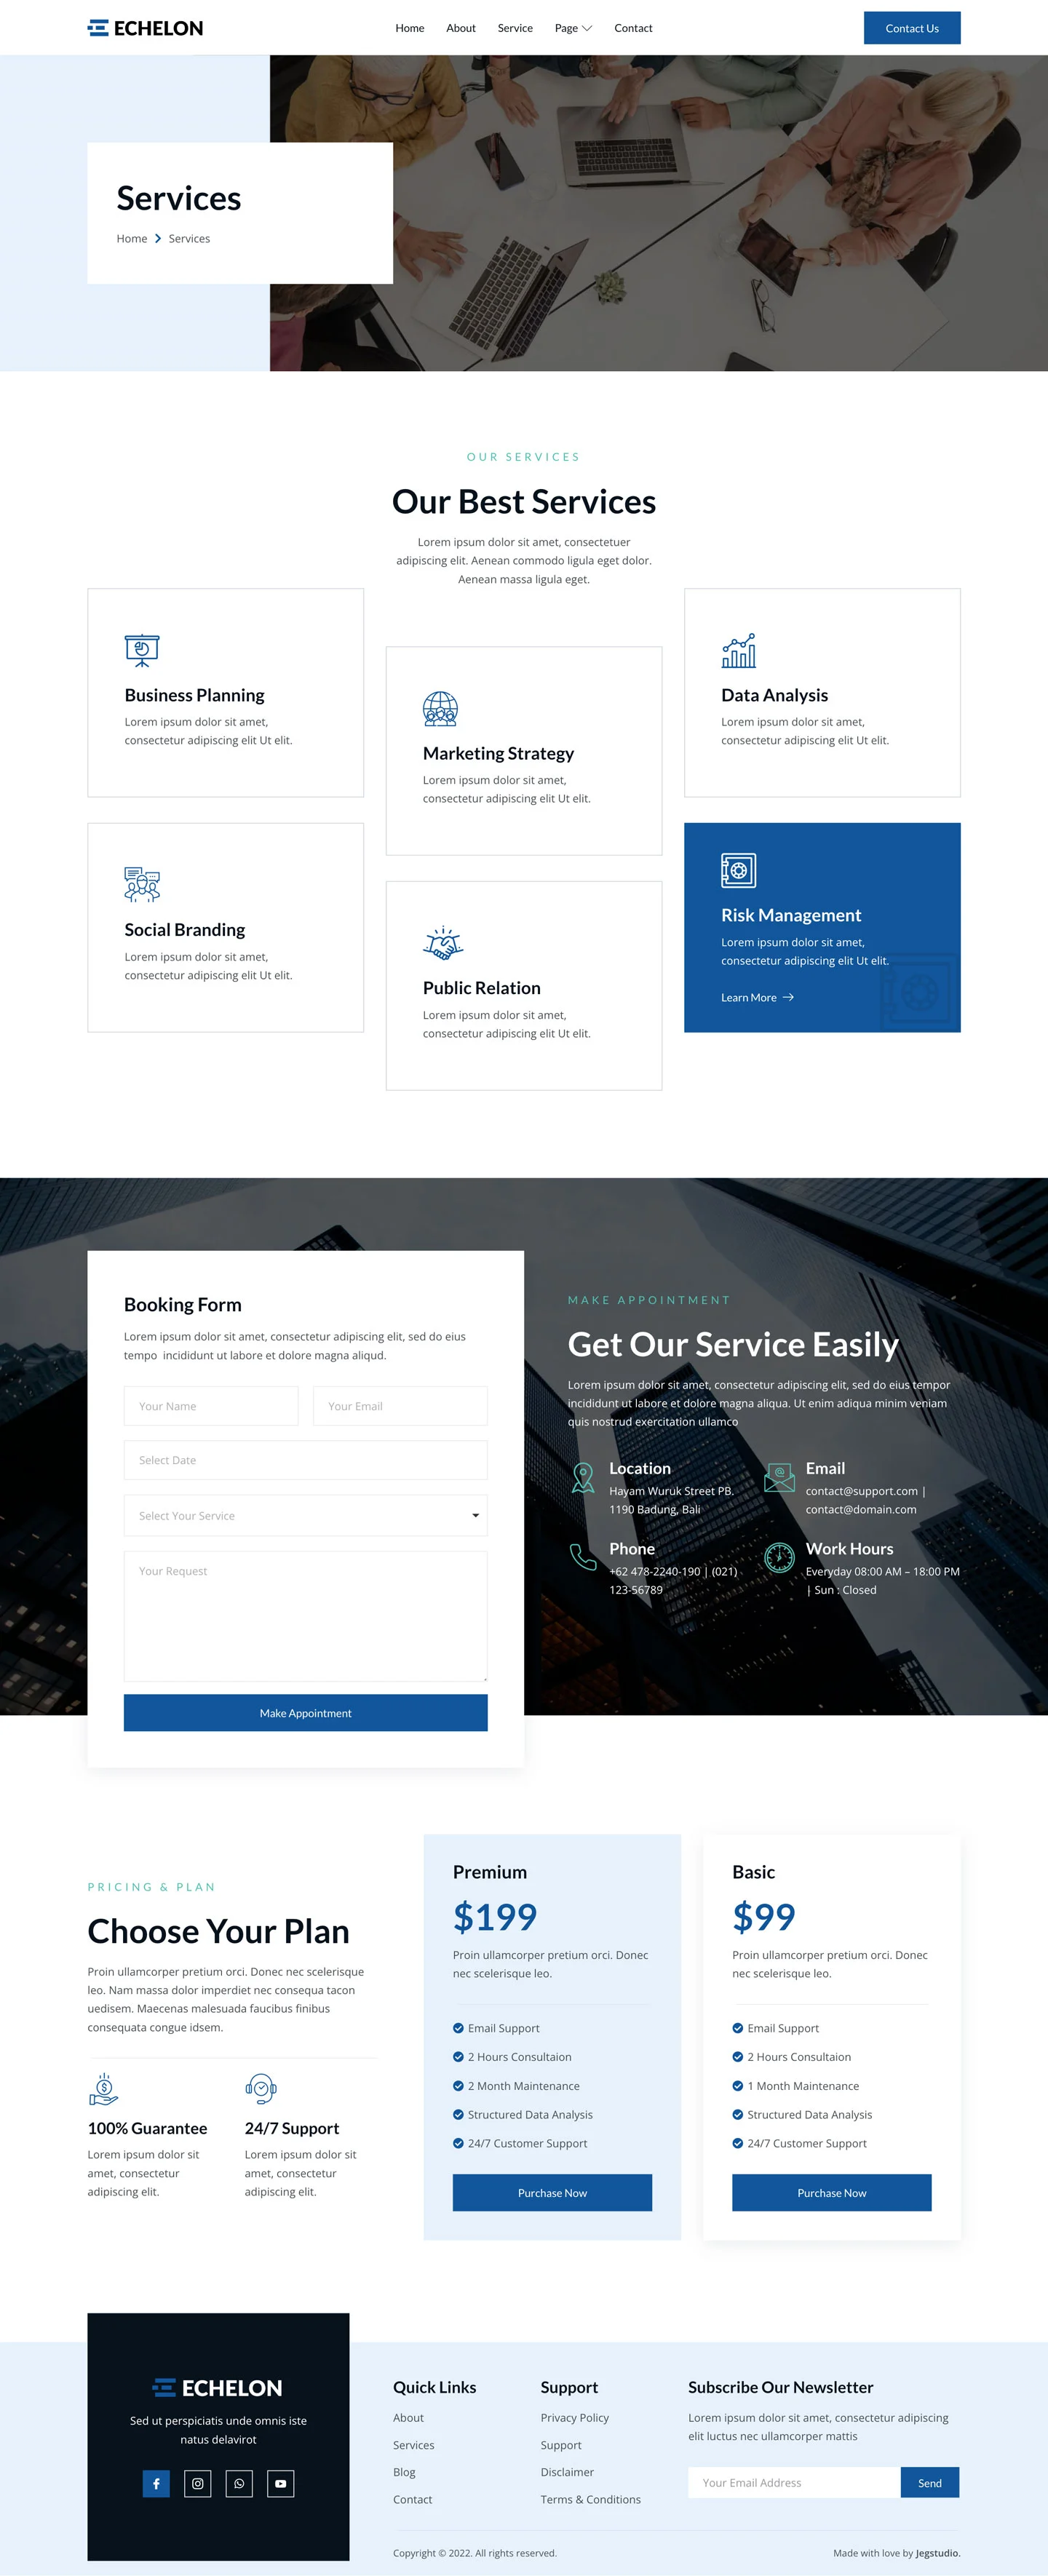 ECHELON
Home
About
Service
Page
Contact
Contact Us
Services
Home
Services
OUR SERVICES
Our Best Services
Lorem ipsum dolor sit amet, consectetuer
adipiscing elit. Aenean commodo ligula eget dolor.
Aenean massa ligula eget.
Business Planning
Lorem ipsum dolor sit amet,
consectetur adipiscing elit Ut elit.
Marketing Strategy
Lorem ipsum dolor sit amet,
consectetur adipiscing elit Ut elit.
Data Analysis
Lorem ipsum dolor sit amet,
consectetur adipiscing elit Ut elit.
Social Branding
Lorem ipsum dolor sit amet,
consectetur adipiscing elit Ut elit.
Public Relation
Lorem ipsum dolor sit amet,
consectetur adipiscing elit Ut elit.
Risk Management
Lorem ipsum dolor sit amet,
consectetur adipiscing elit Ut elit.
Learn More
Booking Form
Lorem ipsum dolor sit amet, consectetur adipiscing elit, sed do eius
tempo incididunt ut labore et dolore magna aliqud.
Your Name
Your Email
Select Date
Select Your Service
Your Request
Make Appointment
MAKE APPOINTMENT
Get Our Service Easily
Lorem ipsum dolor sit amet, consectetur adipiscing elit, sed do eius tempor
incididunt ut labore et dolore magna aliqua. Ut enim adiqua minim veniam
quis nostrud exercitation ullamco
Location
Hayam Wuruk Street PB.
1190 Badung, Bali
Email
contact@support.com |
contact@domain.com
Phone
+62 478-2240-190 | (021)
123-56789
Work Hours
Everyday 08:00 AM – 18:00 PM
| Sun : Closed
PRICING & PLAN
Choose Your Plan
Proin ullamcorper pretium orci. Donec nec scelerisque
leo. Nam massa dolor imperdiet nec consequa tacon
uedisem. Maecenas malesuada faucibus finibus
consequata congue idsem.
100% Guarantee
Lorem ipsum dolor sit
amet, consectetur
adipiscing elit.
24/7 Support
Lorem ipsum dolor sit
amet, consectetur
adipiscing elit.
Premium
$199
Proin ullamcorper pretium orci. Donec
nec scelerisque leo.
Email Support
2 Hours Consultaion
2 Month Maintenance
Structured Data Analysis
24/7 Customer Support
Purchase Now
Basic
$99
Proin ullamcorper pretium orci. Donec
nec scelerisque leo.
Email Support
2 Hours Consultaion
1 Month Maintenance
Structured Data Analysis
24/7 Customer Support
Purchase Now
ECHELON
Sed ut perspiciatis unde omnis iste
natus delavirot
Quick Links
About
Services
Blog
Contact
Support
Privacy Policy
Support
Disclaimer
Terms & Conditions
Subscribe Our Newsletter
Lorem ipsum dolor sit amet, consectetur adipiscing
elit luctus nec ullamcorper mattis
Your Email Address
Send
Copyright © 2022. All rights reserved.
Made with love by Jegstudio.